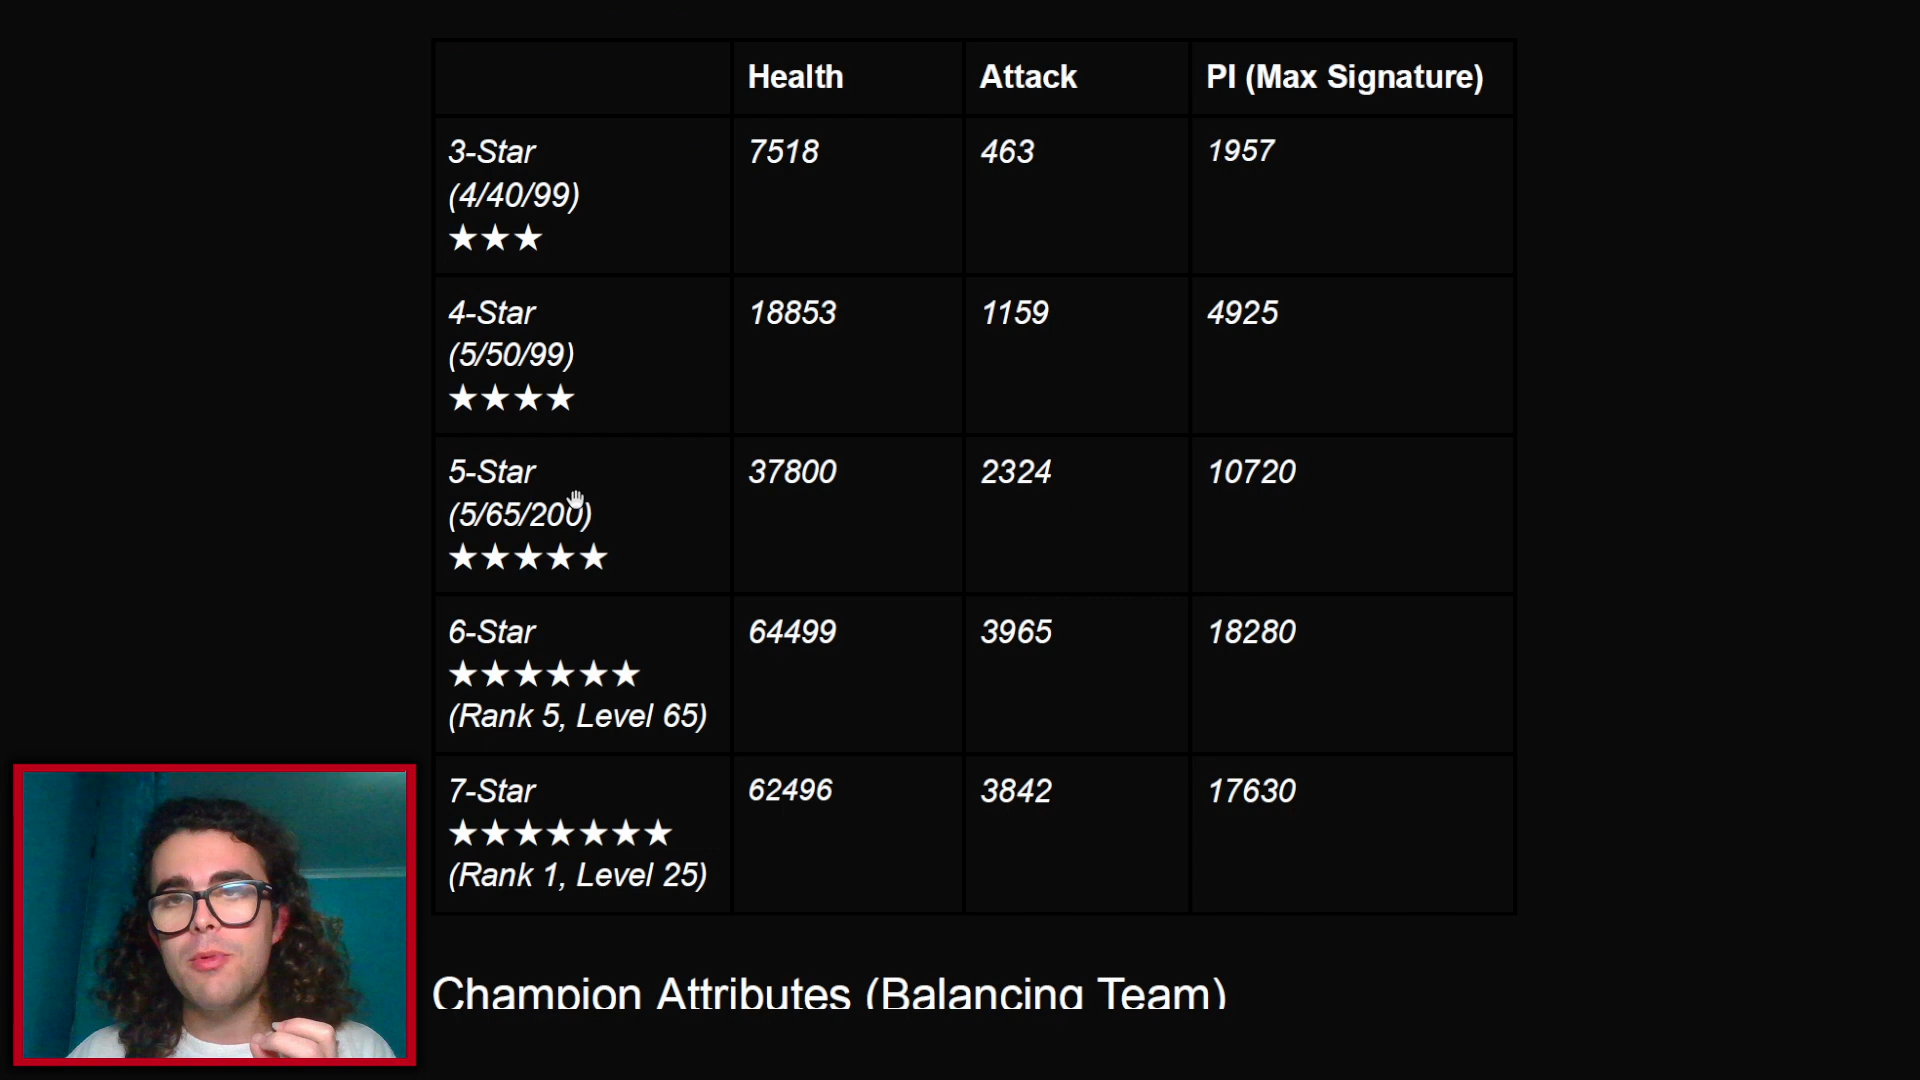 Health Attack PI (Max Signature)
3-Star 7518 463 1957
(4/40/99)
★★★
4-Star 18853 1159 4925
(5/50/99)
★★★★
5-Star 37800 2324 10720
(5/65/200)
★★★★★
6-Star 64499 3965 18280
★★★★★★
(Rank 5, Level 65)
7-Star 62496 3842 17630
★★★★★★★
(Rank 1, Level 25)
Champion Attributes (Balancing Team)